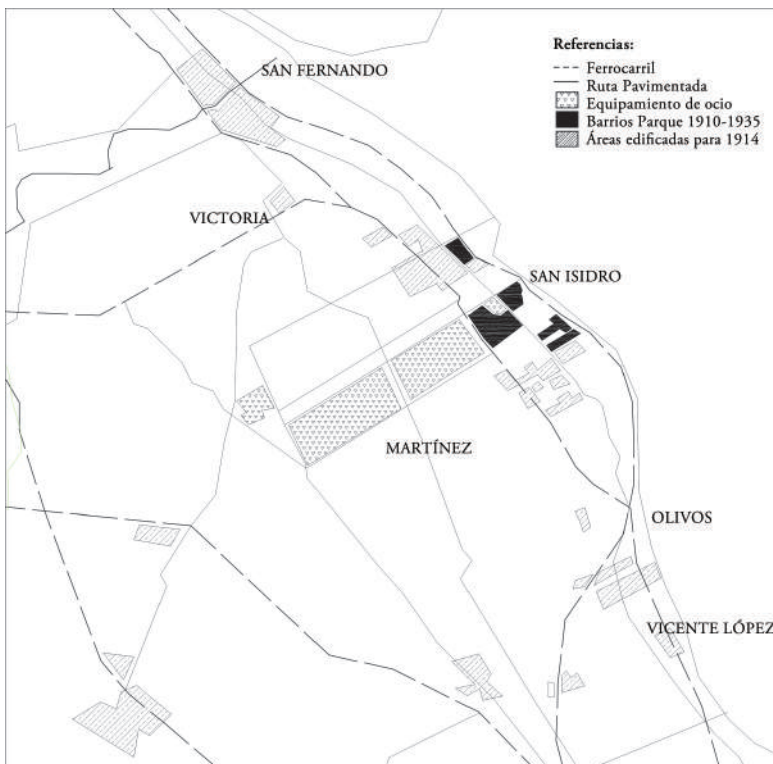 Referencias:
Ferrocarril
Ruta Pavimentada
Equipamiento de ocio
Barrios Parque 1910-1935
Áreas edificadas para 1914
SAN FERNANDO
VICTORIA
SAN ISIDRO
MARTÍNEZ
OLIVOS
VICENTE LÓPEZ